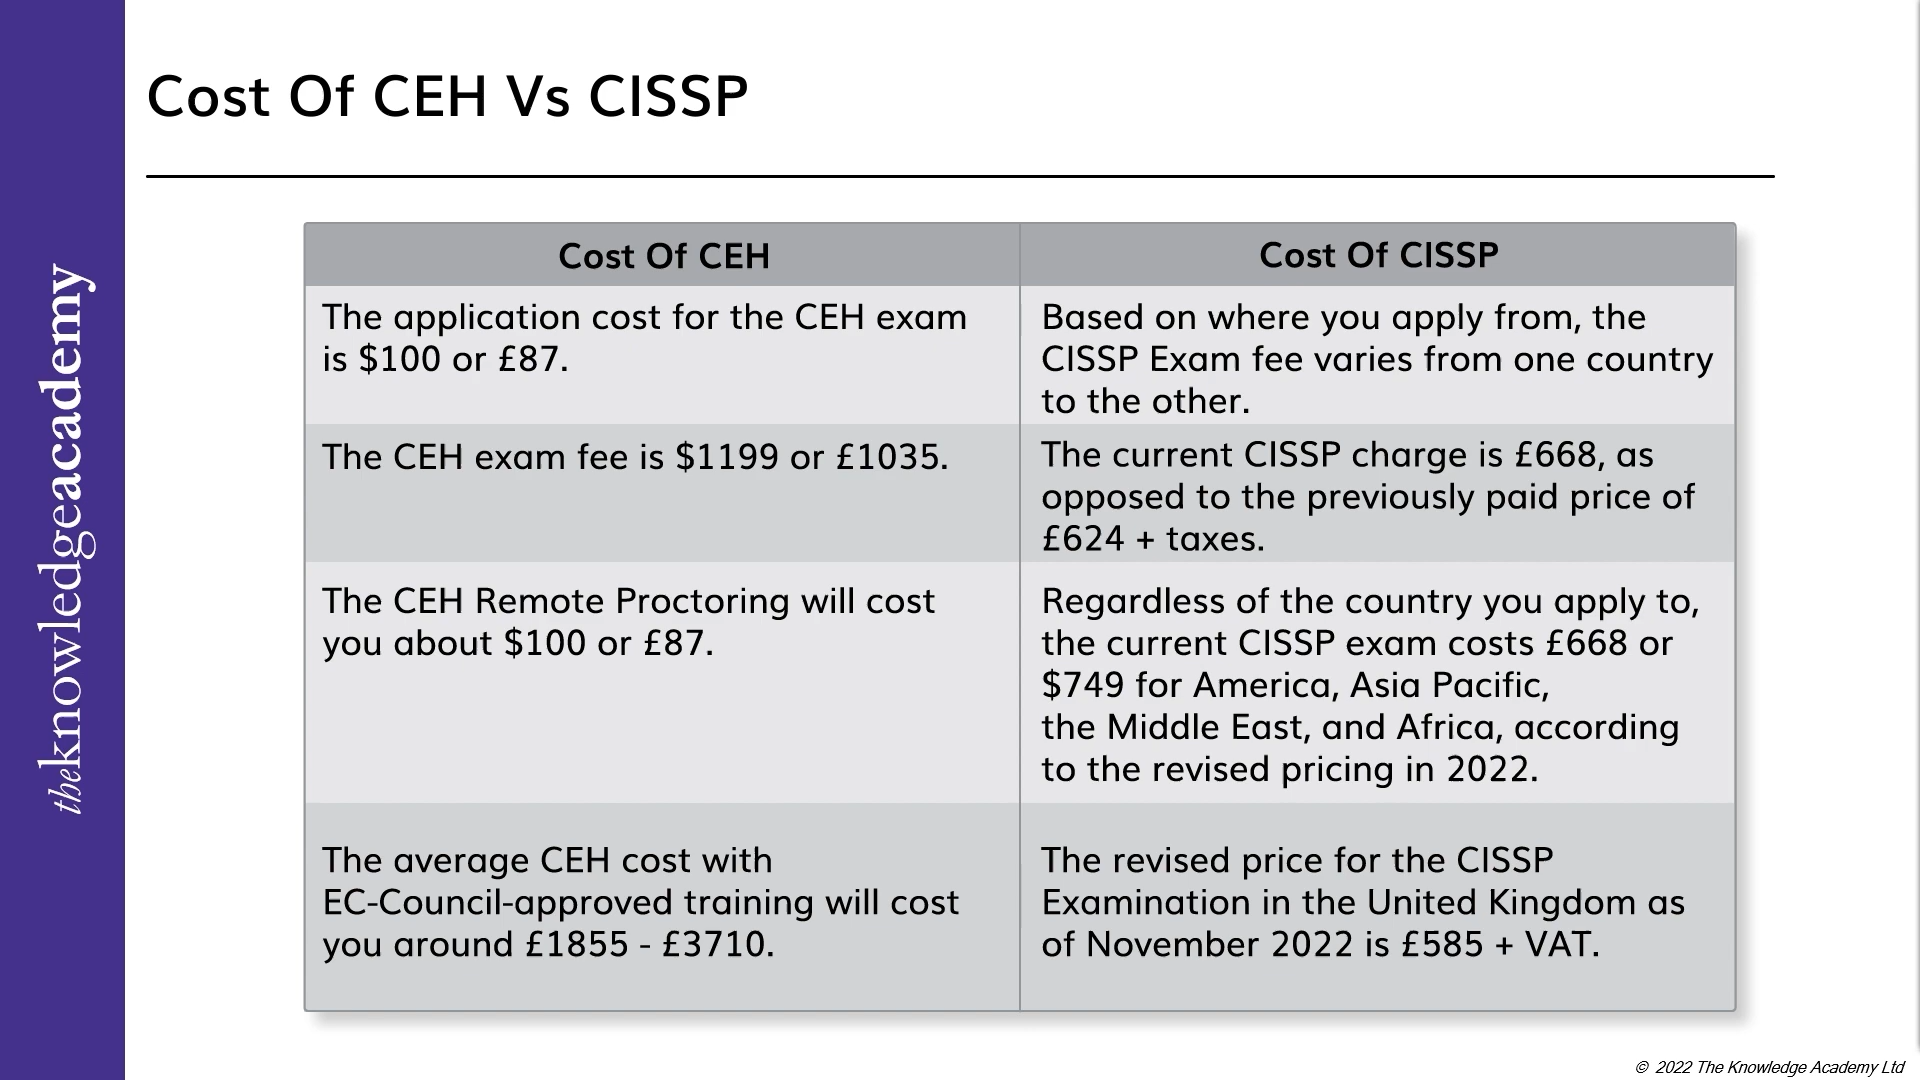 Cost Of CEH Vs CISSP
theknowledgeacademy
Cost Of CEH
Cost Of CISSP
The application cost for the CEH exam
is $100 or £87.
Based on where you apply from, the
CISSP Exam fee varies from one country
to the other.
The CEH exam fee is $1199 or £1035.
The current CISSP charge is £668, as
opposed to the previously paid price of
£624 + taxes.
The CEH Remote Proctoring will cost
you about $100 or £87.
Regardless of the country you apply to,
the current CISSP exam costs £668 or
$749 for America, Asia Pacific,
the Middle East, and Africa, according
to the revised pricing in 2022.
The average CEH cost with
EC-Council-approved training will cost
you around £1855 - £3710.
The revised price for the CISSP
Examination in the United Kingdom as
of November 2022 is £585 + VAT.
© 2022 The Knowledge Academy Ltd